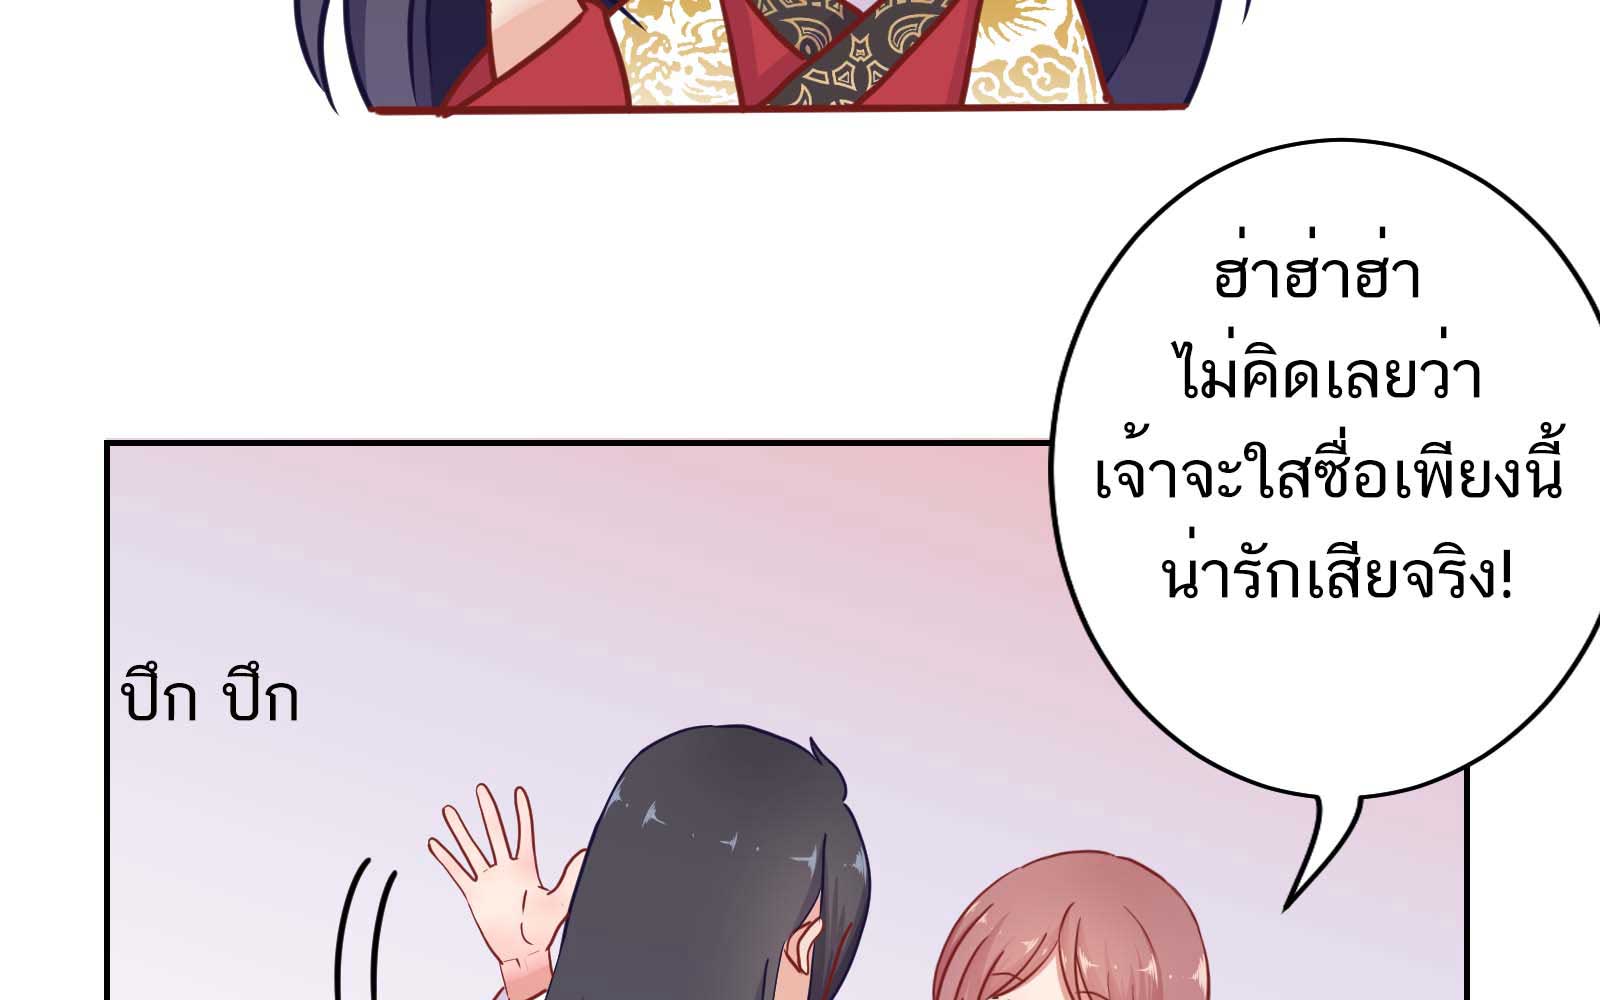 ฮ่าฮ่าฮ่า
ไม่คิดเลยว่า
เจ้าจะใสซื่อเพียงนี้
น่ารักเสียจริง!
ปึก ปึก